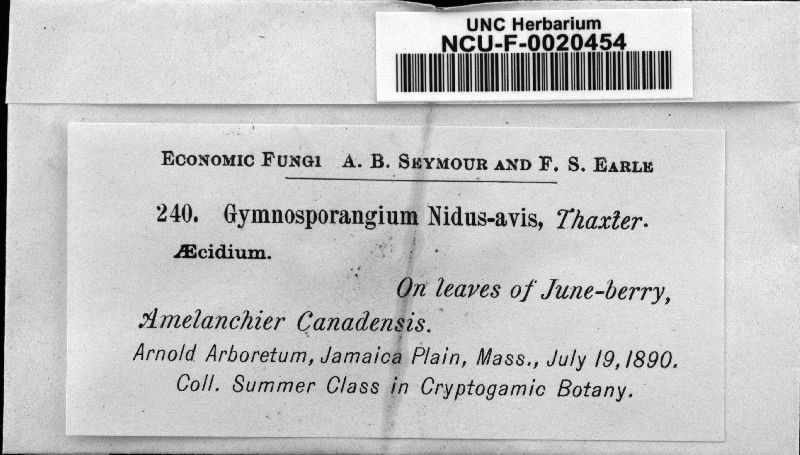 UNC Herbarium
NCU-F-0020454
Economic Fungi A. B. Seymour and F. S. Earle
240. Gymnosporangium Nidus-avis, Thaxter.
Æcidium.
On leaves of June-berry,
Amelanchier Canadensis.
Arnold Arboretum, Jamaica Plain, Mass., July 19, 1890.
Coll. Summer Class in Cryptogamic Botany.